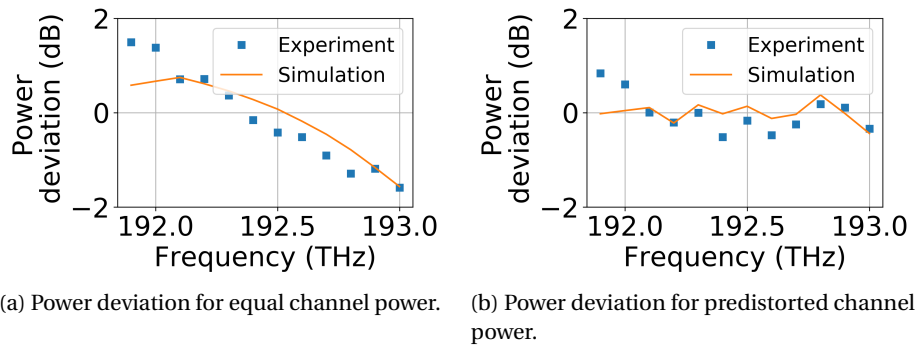 2
0
−2
Power
deviation (dB)
Experiment
Simulation
192.0 192.5 193.0
Frequency (THz)
(a) Power deviation for equal channel power.
2
0
−2
Power
deviation (dB)
Experiment
Simulation
192.0 192.5 193.0
Frequency (THz)
(b) Power deviation for predistorted channel
power.